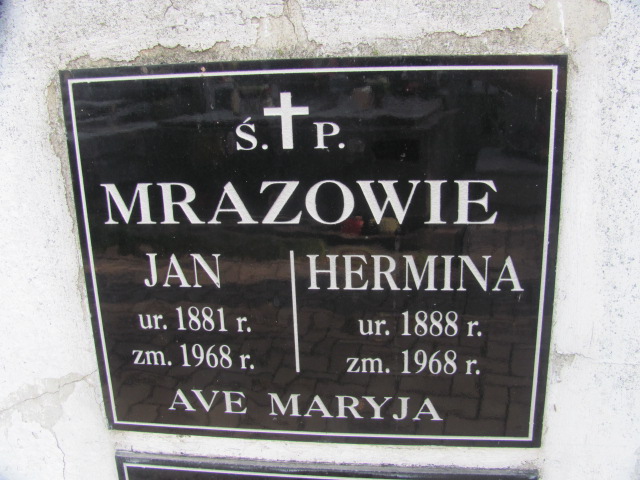 Ś. P.
MRAZOWIE
JAN
ur. 1881 r.
zm. 1968 r.
HERMINA
ur. 1888 r.
zm. 1968 r.
AVE MARYJA